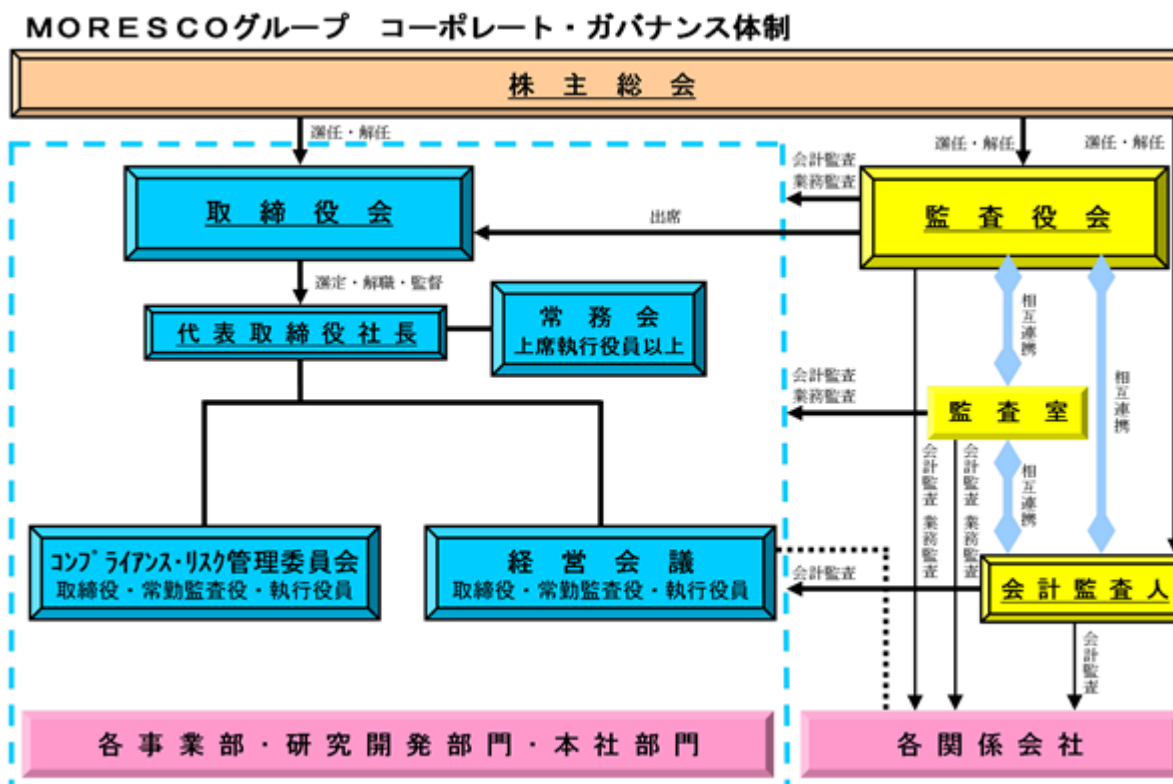 MORESCOグループ コーポレート・ガバナンス体制
株主総会
選任・解任
選任・解任
選任・解任
取締役会
会計監査
業務監査
監査役会
出席
選定・解職・監督
代表取締役社長
常務会
上席執行役員以上
相互連携
相互連携
会計監査
業務監査
監査室
会計監査 業務監査
会計監査 業務監査
相互連携
コンプライアンス・リスク管理委員会
取締役・常勤監査役・執行役員
経営会議
取締役・常勤監査役・執行役員
会計監査
会計監査人
会計監査
各事業部・研究開発部門・本社部門
各関係会社